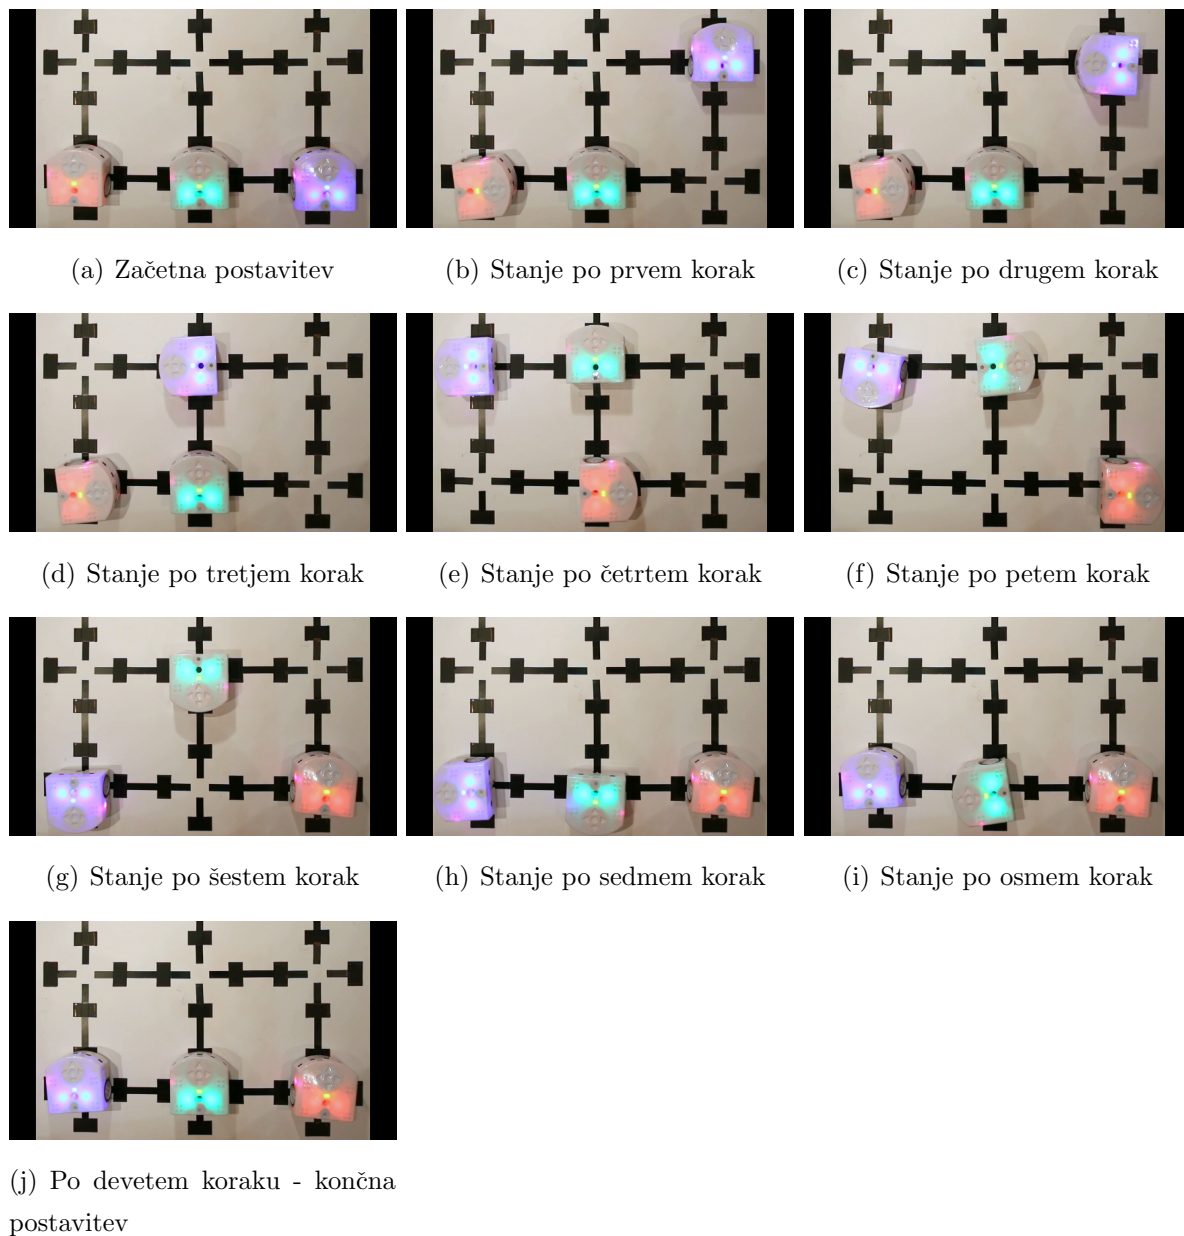 (a) Začetna postavitev
(b) Stanje po prvem korak
(c) Stanje po drugem korak
(d) Stanje po tretjem korak
(e) Stanje po četrtem korak
(f) Stanje po petem korak
(g) Stanje po šestem korak
(h) Stanje po sedmem korak
(i) Stanje po osmem korak
(j) Po devetem koraku - končna
postavitev